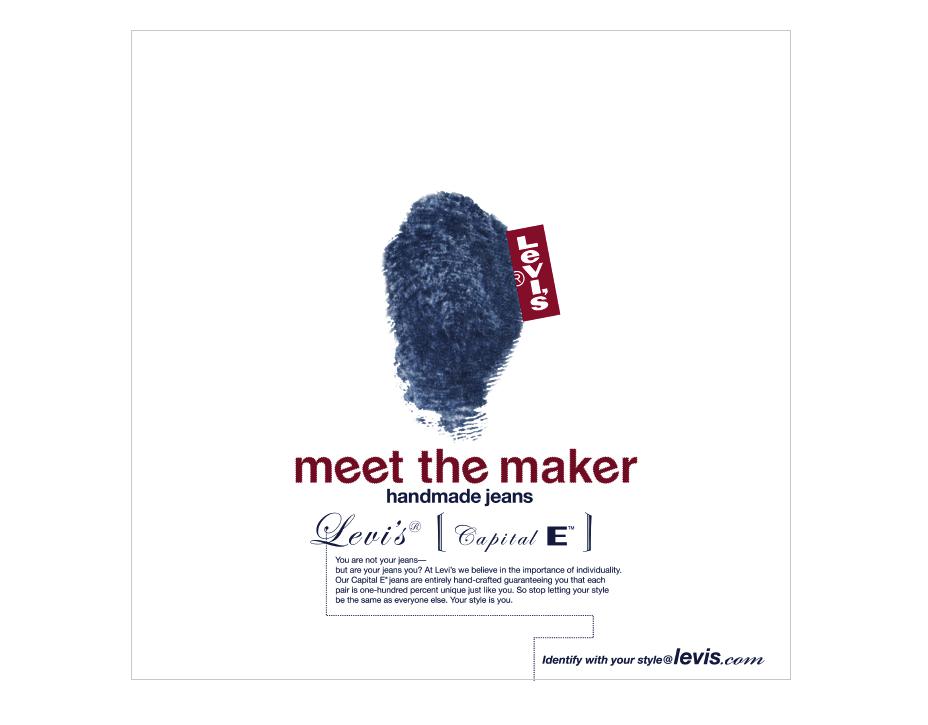 Levi's®
meet the maker
handmade jeans
Levi's® [ Capital E™ ]
You are not your jeans—
but are your jeans you? At Levi's we believe in the importance of individuality.
Our Capital E™ jeans are entirely hand-crafted guaranteeing you that each
pair is one-hundred percent unique just like you. So stop letting your style
be the same as everyone else. Your style is you.
Identify with your style@levis.com